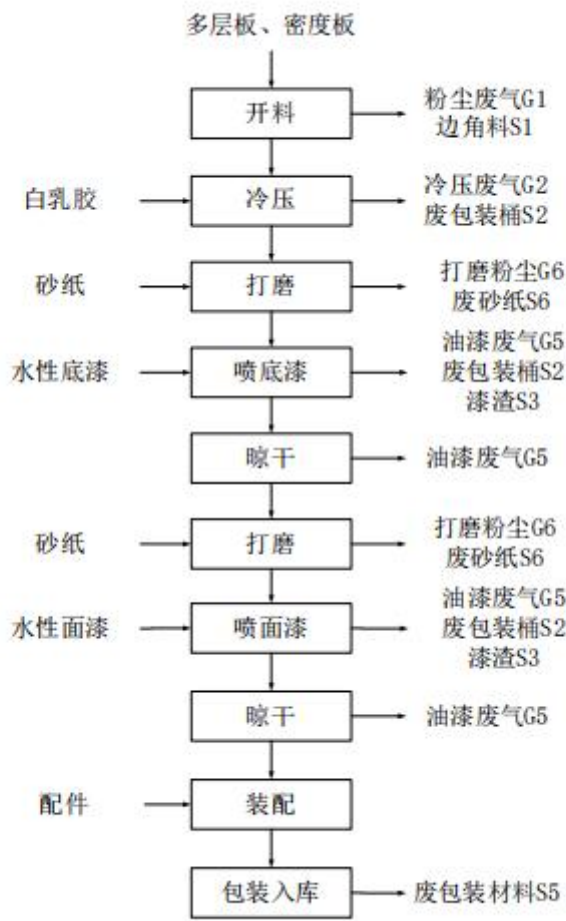 多层板、密度板
开料
粉尘废气G1
边角料S1
白乳胶
冷压
冷压废气G2
废包装桶S2
砂纸
打磨
打磨粉尘G6
废砂纸S6
水性底漆
喷底漆
油漆废气G5
废包装桶S2
漆渣S3
晾干
油漆废气G5
砂纸
打磨
打磨粉尘G6
废砂纸S6
水性面漆
喷面漆
油漆废气G5
废包装桶S2
漆渣S3
晾干
油漆废气G5
配件
装配
包装入库
废包装材料S5